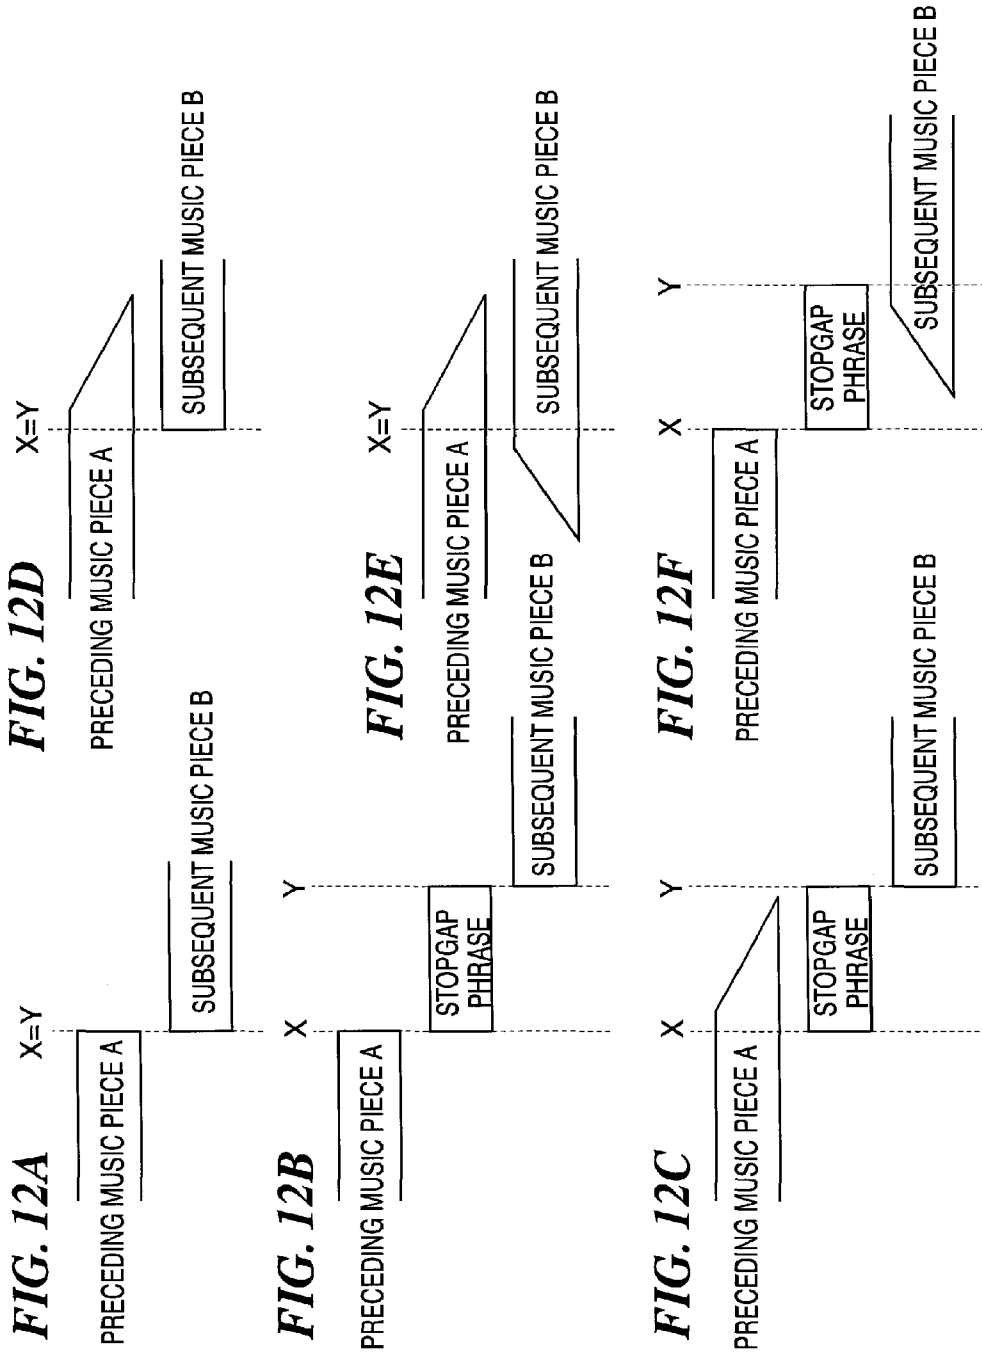 FIG. 12A
X=Y
PRECEDING MUSIC PIECE A
SUBSEQUENT MUSIC PIECE B
FIG. 12B
X
Y
PRECEDING MUSIC PIECE A
STOPGAP
PHRASE
SUBSEQUENT MUSIC PIECE B
FIG. 12C
X
Y
PRECEDING MUSIC PIECE A
STOPGAP
PHRASE
SUBSEQUENT MUSIC PIECE B
FIG. 12D
X=Y
PRECEDING MUSIC PIECE A
SUBSEQUENT MUSIC PIECE B
FIG. 12E
X=Y
PRECEDING MUSIC PIECE A
SUBSEQUENT MUSIC PIECE B
FIG. 12F
X
Y
PRECEDING MUSIC PIECE A
STOPGAP
PHRASE
SUBSEQUENT MUSIC PIECE B